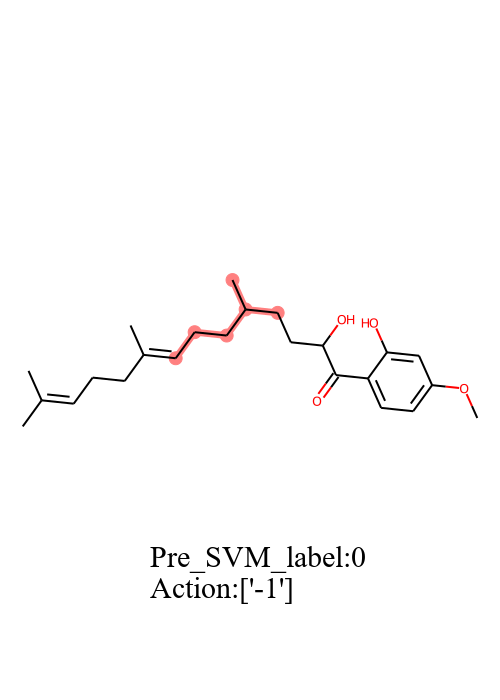 OH
HO
O
O
Pre_SVM_label:0
Action:['-1']